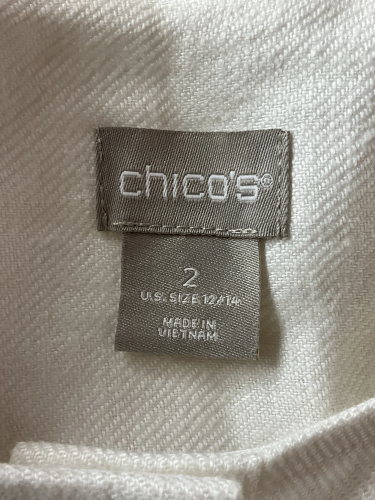 chico's®
2
U.S. SIZE 12/14
MADE IN
VIETNAM